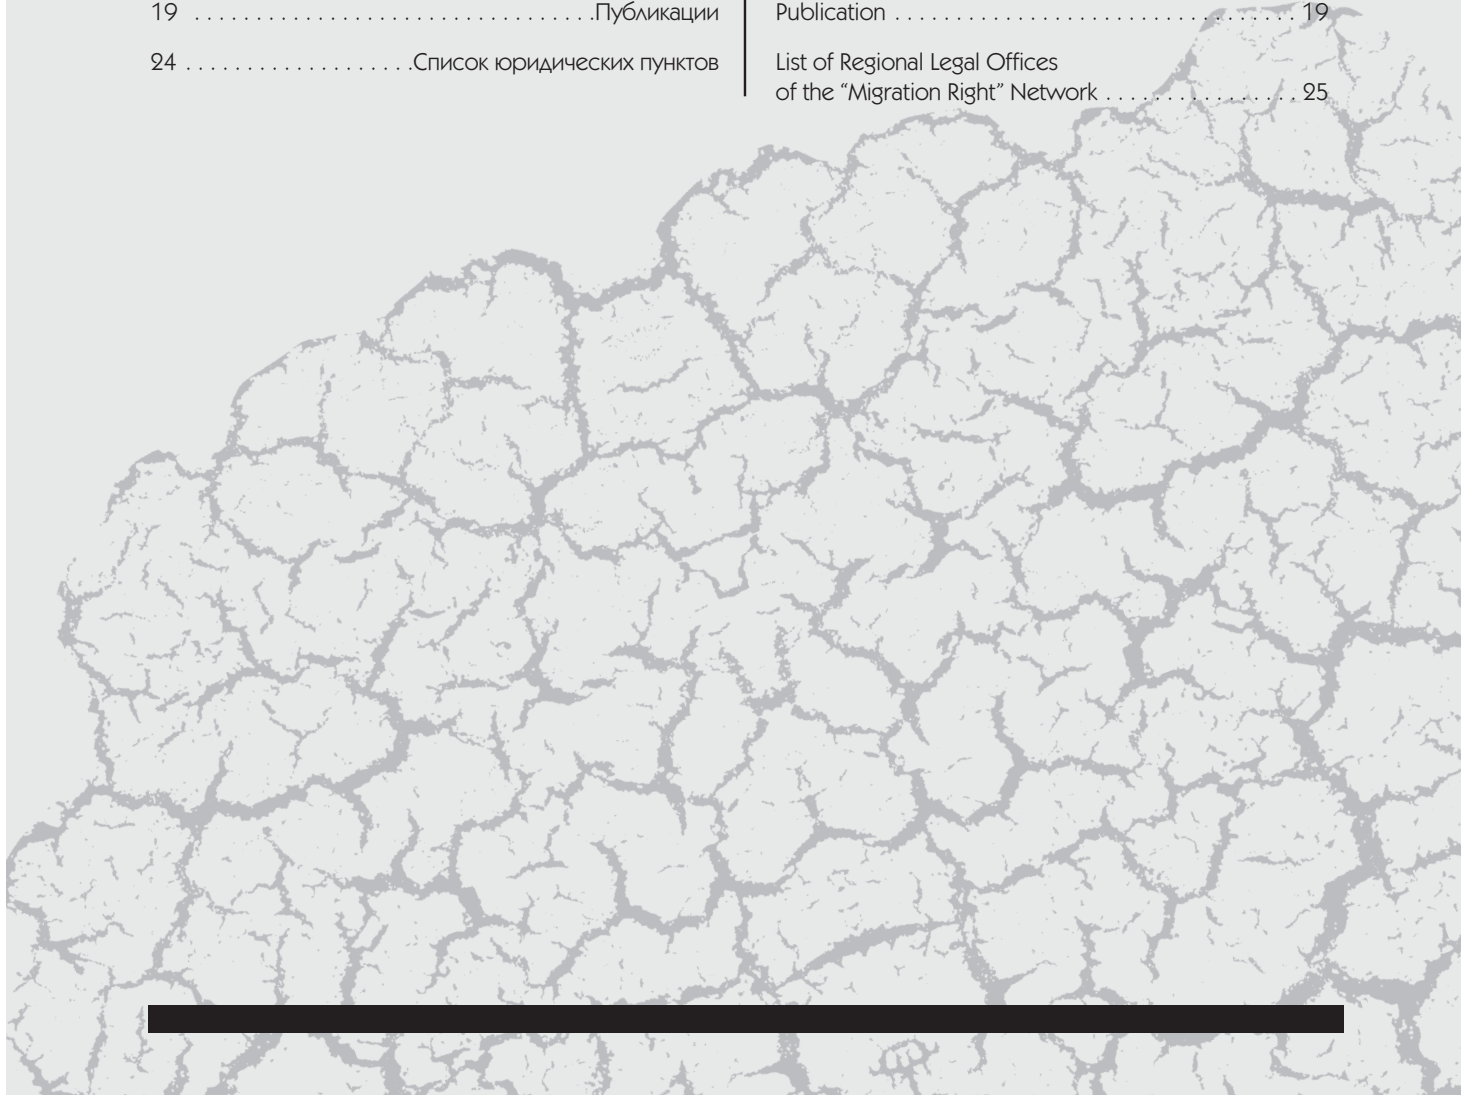 19 . . . . . . . . . . . . . . . . . . . . . . . . . . . . . . . .Публикации
24 . . . . . . . . . . . . . . . . . .Список юридических пунктов
Publication . . . . . . . . . . . . . . . . . . . . . . . . . . . . . . . . 19
List of Regional Legal Offices
of the “Migration Right” Network . . . . . . . . . . . . . . . . 25